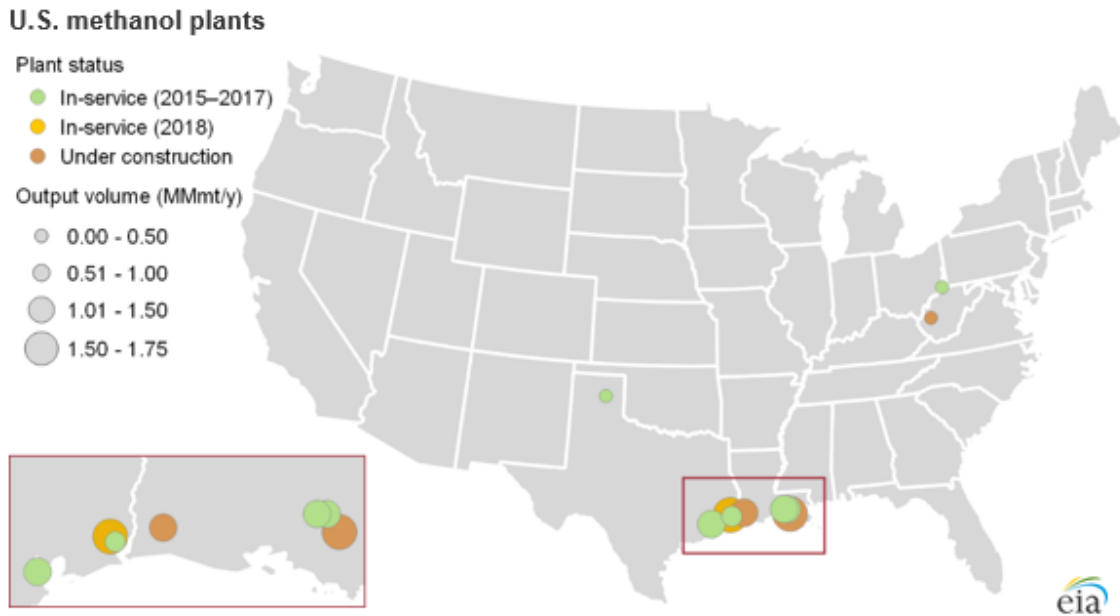 U.S. methanol plants
Plant status
In-service (2015–2017)
In-service (2018)
Under construction
Output volume (MMmt/y)
0.00 - 0.50
0.51 - 1.00
1.01 - 1.50
1.50 - 1.75
eia